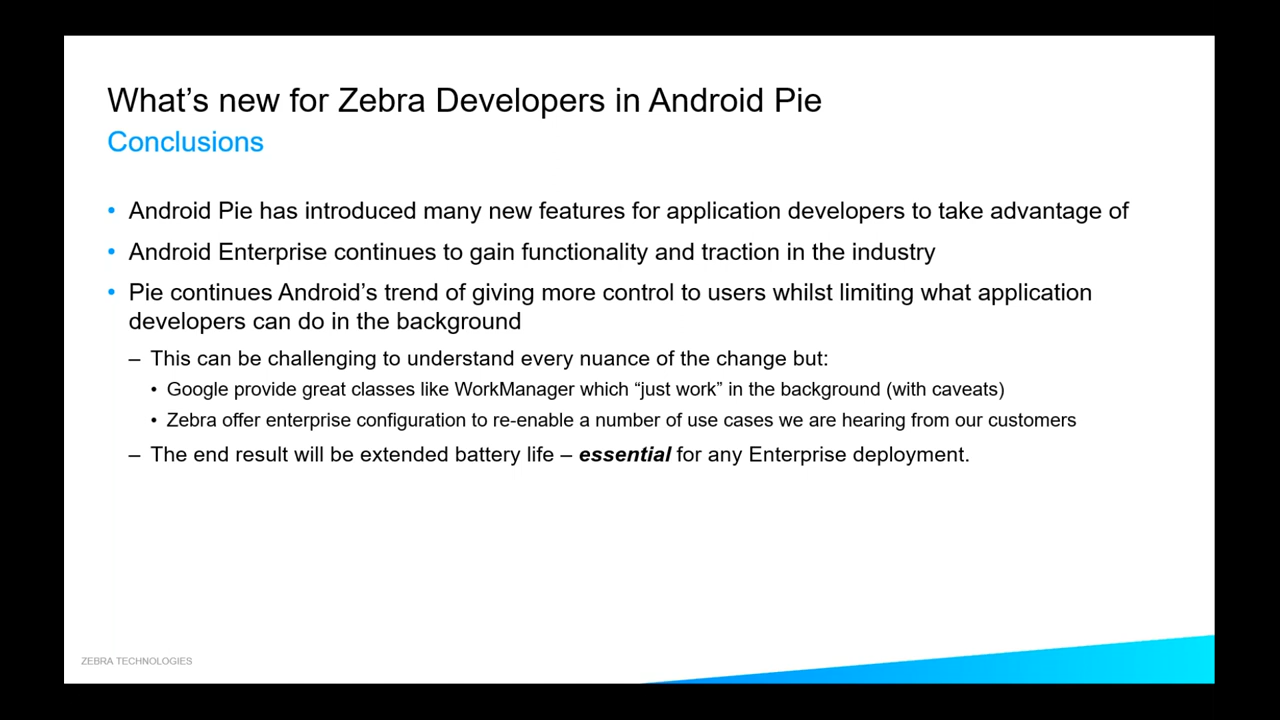 What’s new for Zebra Developers in Android Pie
Conclusions
• Android Pie has introduced many new features for application developers to take advantage of
• Android Enterprise continues to gain functionality and traction in the industry
• Pie continues Android’s trend of giving more control to users whilst limiting what application
developers can do in the background
– This can be challenging to understand every nuance of the change but:
• Google provide great classes like WorkManager which “just work” in the background (with caveats)
• Zebra offer enterprise configuration to re-enable a number of use cases we are hearing from our customers
– The end result will be extended battery life – essential for any Enterprise deployment.
ZEBRA TECHNOLOGIES